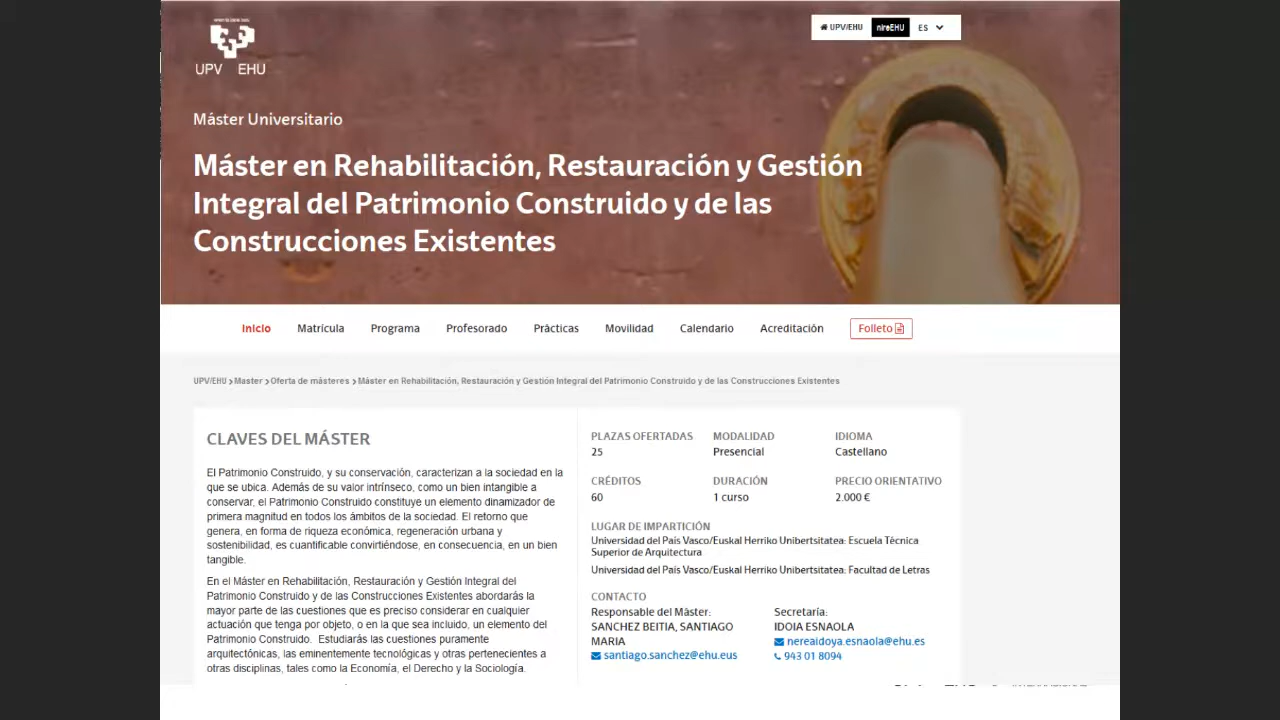 UPV EHU
UPV/EHU nireEHU ES
Máster Universitario
Máster en Rehabilitación, Restauración y Gestión
Integral del Patrimonio Construido y de las
Construcciones Existentes
Inicio Matrícula Programa Profesorado Prácticas Movilidad Calendario Acreditación Folleto
UPV/EHU > Master > Oferta de másteres > Máster en Rehabilitación, Restauración y Gestión Integral del Patrimonio Construido y de las Construcciones Existentes
CLAVES DEL MÁSTER
El Patrimonio Construido, y su conservación, caracterizan a la sociedad en la
que se ubica. Además de su valor intrínseco, como un bien intangible a
conservar, el Patrimonio Construido constituye un elemento dinamizador de
primera magnitud en todos los ámbitos de la sociedad. El retorno que
genera, en forma de riqueza económica, regeneración urbana y
sostenibilidad, es cuantificable convirtiéndose, en consecuencia, en un bien
tangible.
En el Máster en Rehabilitación, Restauración y Gestión Integral del
Patrimonio Construido y de las Construcciones Existentes abordarás la
mayor parte de las cuestiones que es preciso considerar en cualquier
actuación que tenga por objeto, o en la que sea incluido, un elemento del
Patrimonio Construido. Estudiarás las cuestiones puramente
arquitectónicas, las eminentemente tecnológicas y otras pertenecientes a
otras disciplinas, tales como la Economía, el Derecho y la Sociología.
PLAZAS OFERTADAS MODALIDAD IDIOMA
25 Presencial Castellano
CRÉDITOS DURACIÓN PRECIO ORIENTATIVO
60 1 curso 2.000 €
LUGAR DE IMPARTICIÓN
Universidad del País Vasco/Euskal Herriko Unibertsitatea: Escuela Técnica
Superior de Arquitectura
Universidad del País Vasco/Euskal Herriko Unibertsitatea: Facultad de Letras
CONTACTO
Responsable del Máster: Secretaría:
SANCHEZ BEITIA, SANTIAGO IDOIA ESNAOLA
MARIA nereaidoya.esnaola@ehu.es
santiago.sanchez@ehu.eus 943 01 8094